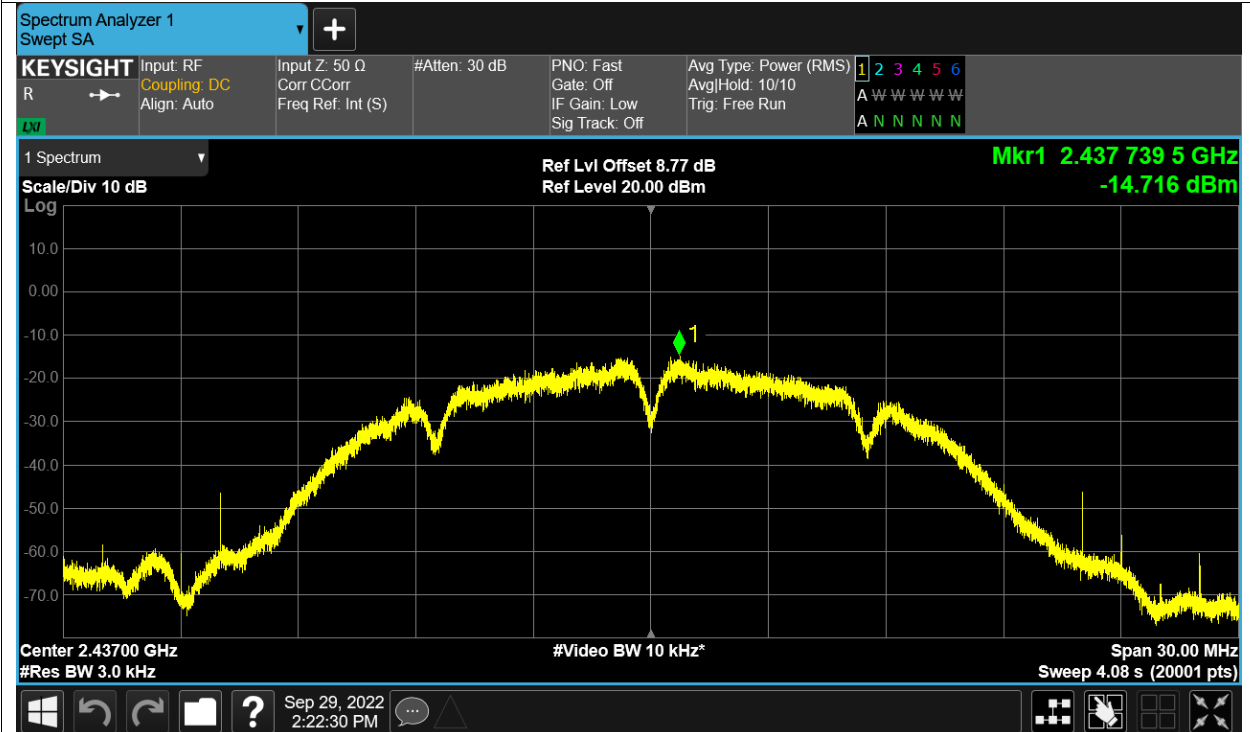 Spectrum Analyzer 1
Swept SA
+
KEYSIGHT
R
LXI
Input: RF
Coupling: DC
Align: Auto
Input Z: 50 Ω
Corr CCorr
Freq Ref: Int (S)
#Atten: 30 dB
PNO: Fast
Gate: Off
IF Gain: Low
Sig Track: Off
Avg Type: Power (RMS)
Avg|Hold: 10/10
Trig: Free Run
1 2 3 4 5 6
A W W W W W
A N N N N N
1 Spectrum
Scale/Div 10 dB
Log
Ref Lvl Offset 8.77 dB
Ref Level 20.00 dBm
Mkr1 2.437 739 5 GHz
-14.716 dBm
10.0
0.00
-10.0
1
-20.0
-30.0
-40.0
-50.0
-60.0
-70.0
Center 2.43700 GHz
#Res BW 3.0 kHz
#Video BW 10 kHz*
Span 30.00 MHz
Sweep 4.08 s (20001 pts)
?
Sep 29, 2022
2:22:30 PM